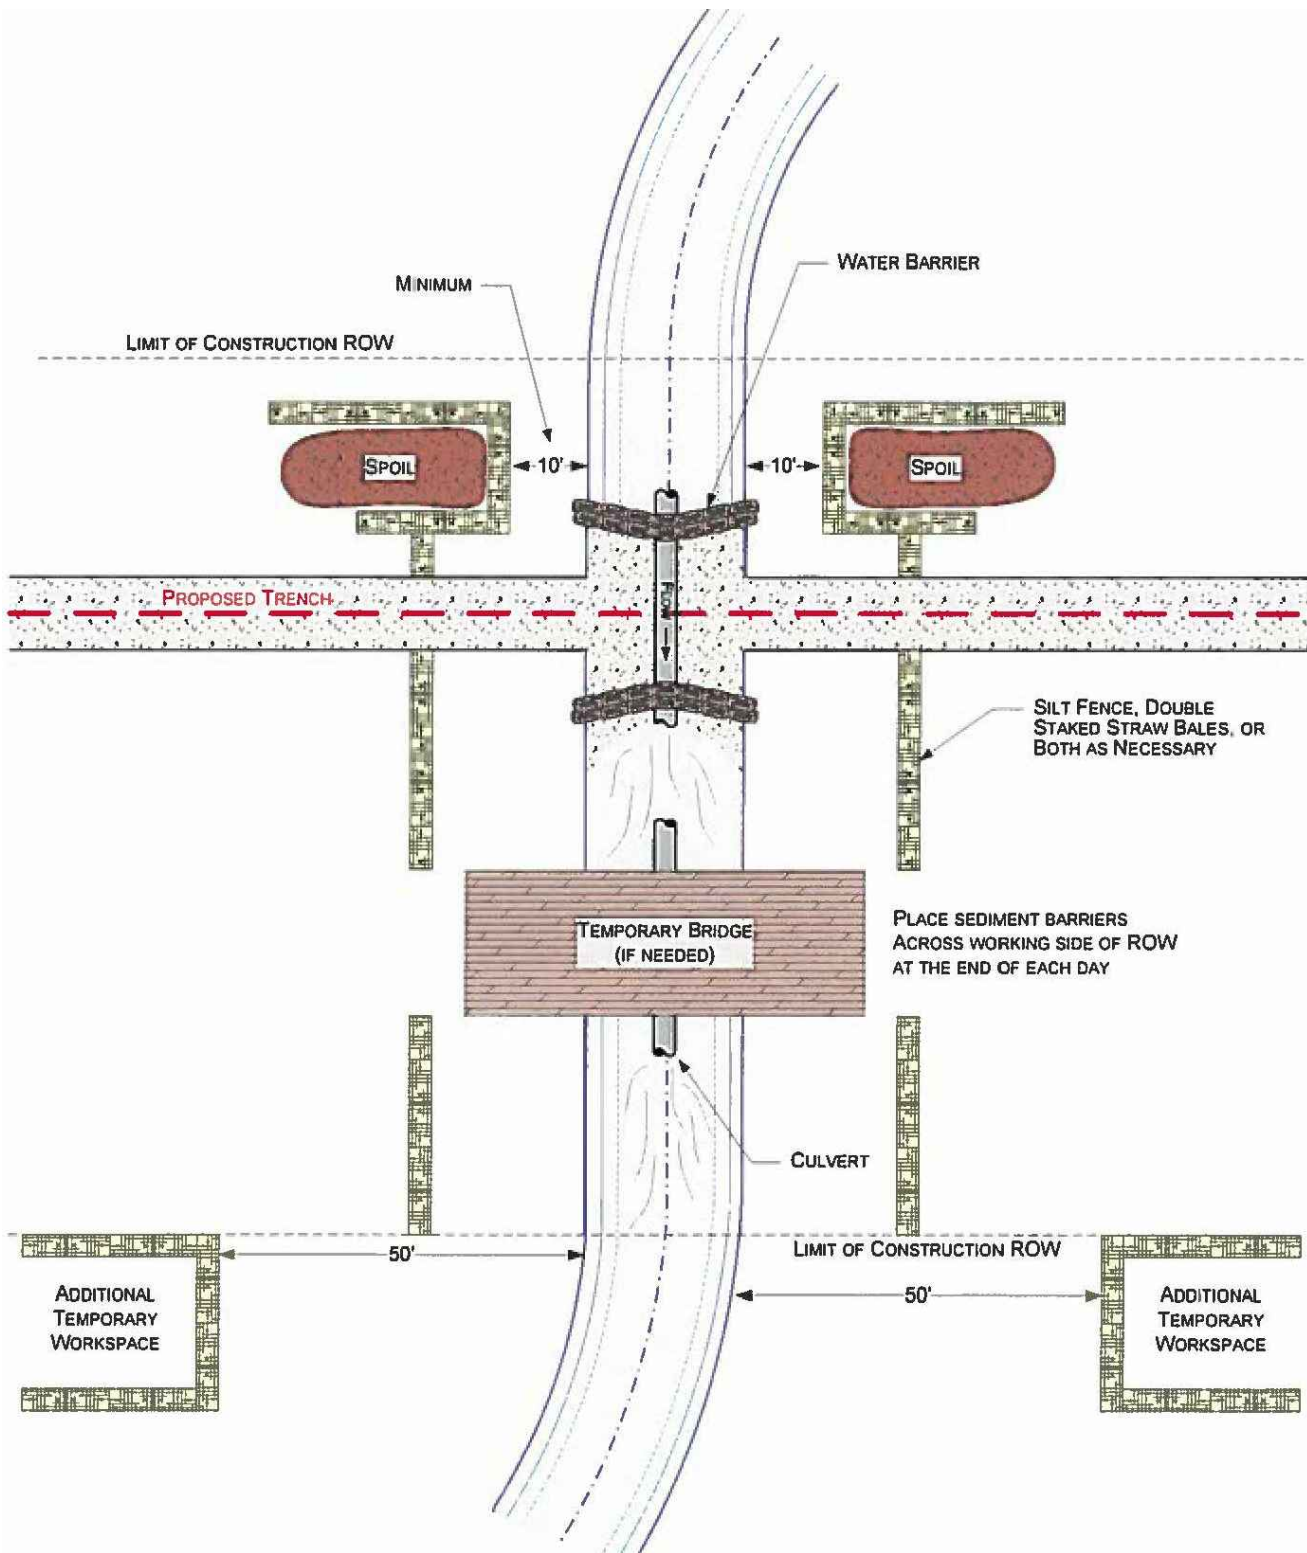 WATER BARRIER
MINIMUM
LIMIT OF CONSTRUCTION ROW
SPOIL
10'
10'
SPOIL
FLOW
PROPOSED TRENCH
SILT FENCE, DOUBLE
STAKED STRAW BALES, OR
BOTH AS NECESSARY
TEMPORARY BRIDGE
(IF NEEDED)
PLACE SEDIMENT BARRIERS
ACROSS WORKING SIDE OF ROW
AT THE END OF EACH DAY
CULVERT
50'
LIMIT OF CONSTRUCTION ROW
50'
ADDITIONAL
TEMPORARY
WORKSPACE
ADDITIONAL
TEMPORARY
WORKSPACE